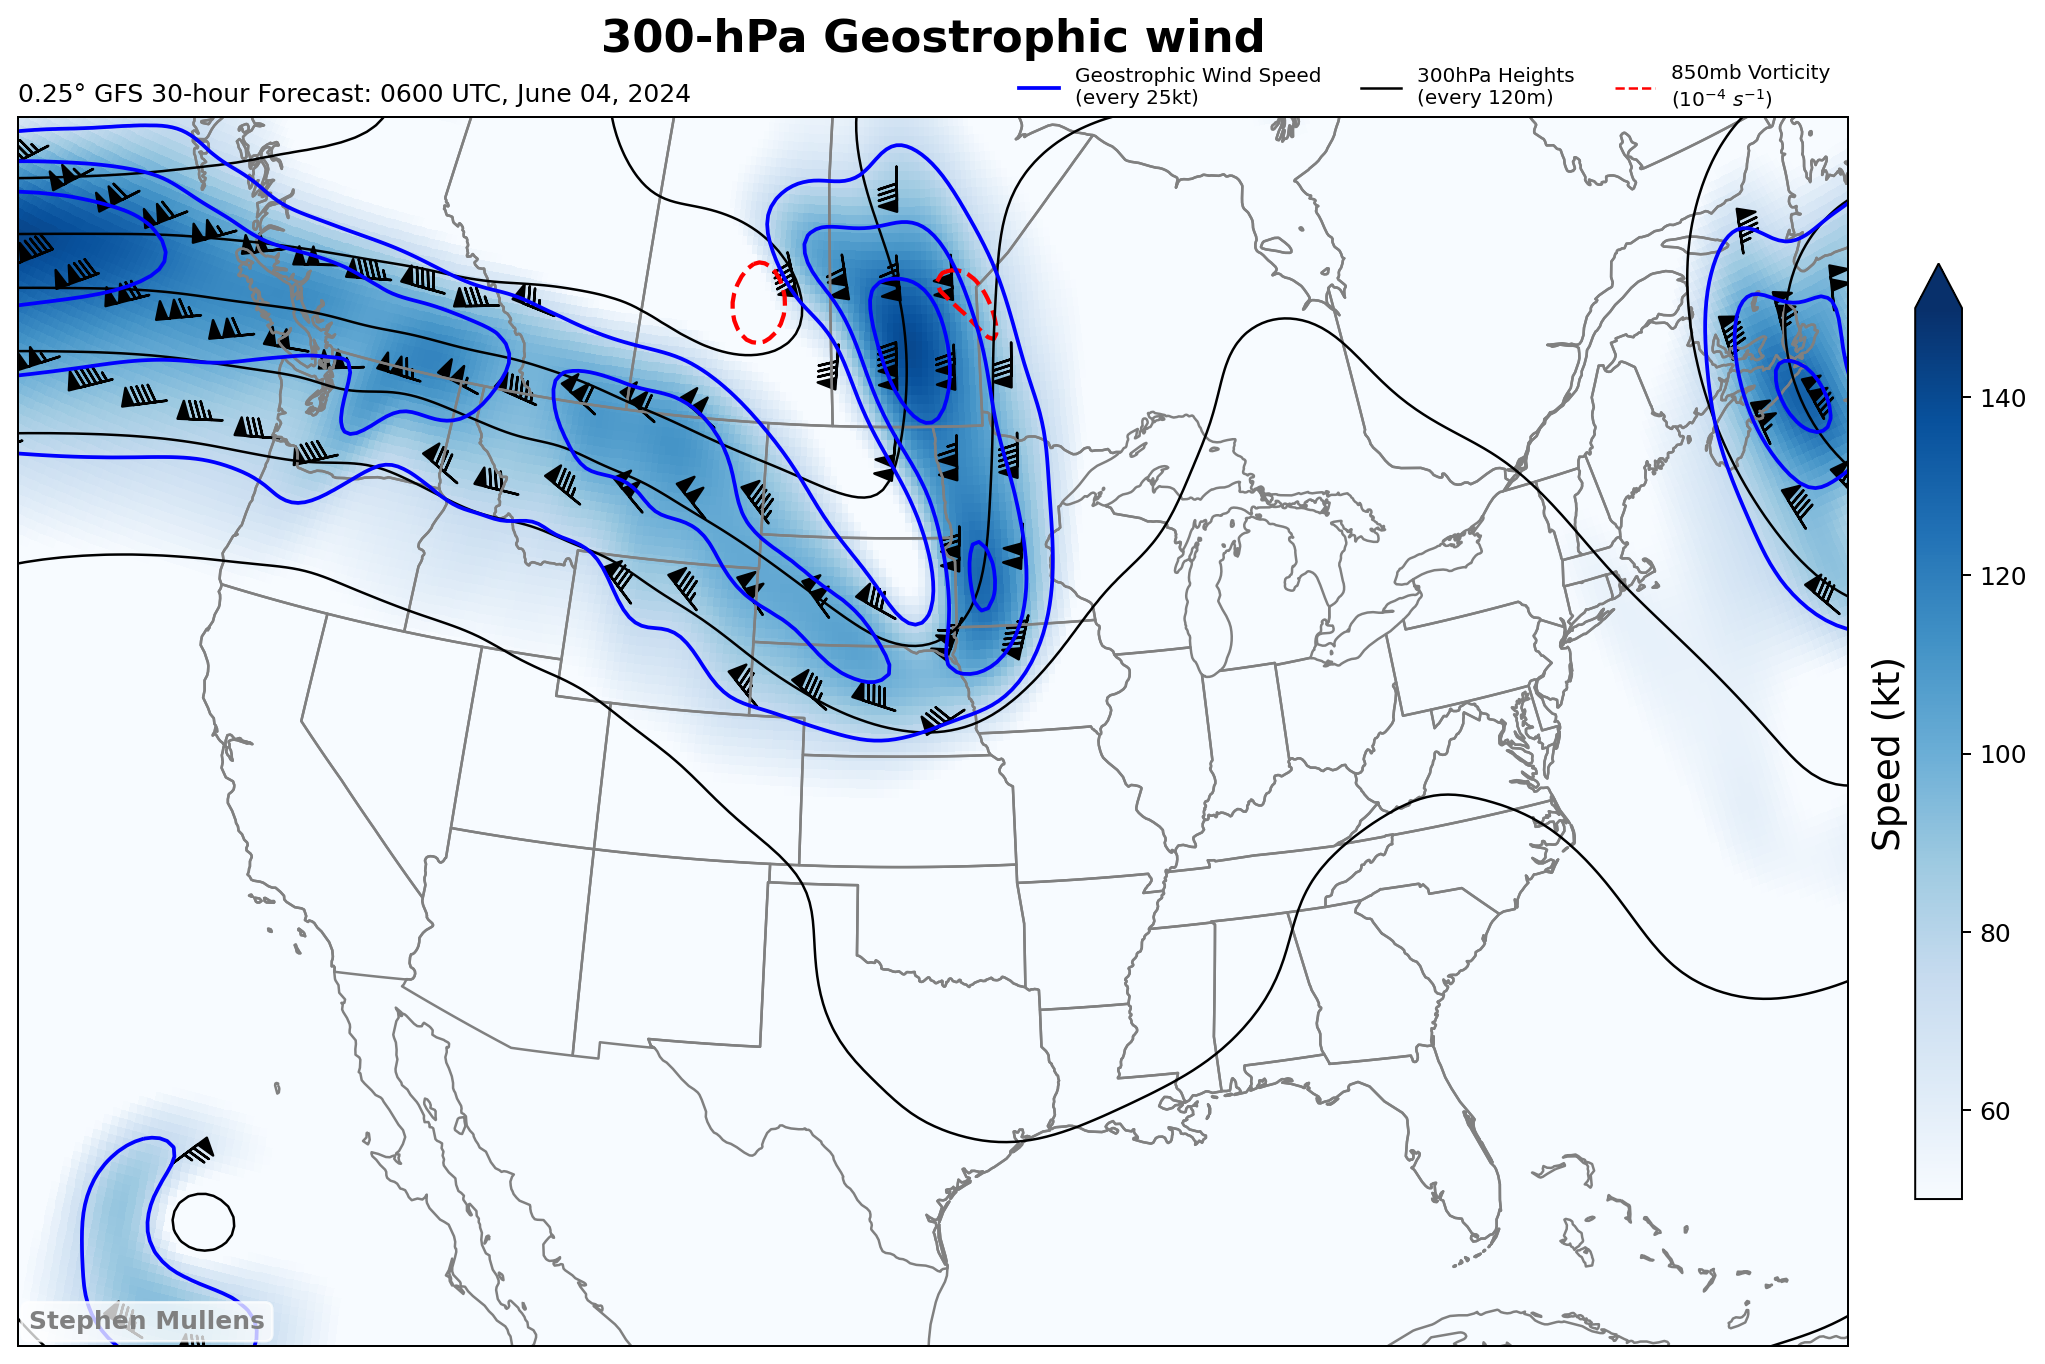 300-hPa Geostrophic wind
0.25° GFS 30-hour Forecast: 0600 UTC, June 04, 2024
Geostrophic Wind Speed
(every 25kt)
300hPa Heights
(every 120m)
850mb Vorticity
(10⁻⁴ s⁻¹)
140
120
100
80
60
Speed (kt)
Stephen Mullens